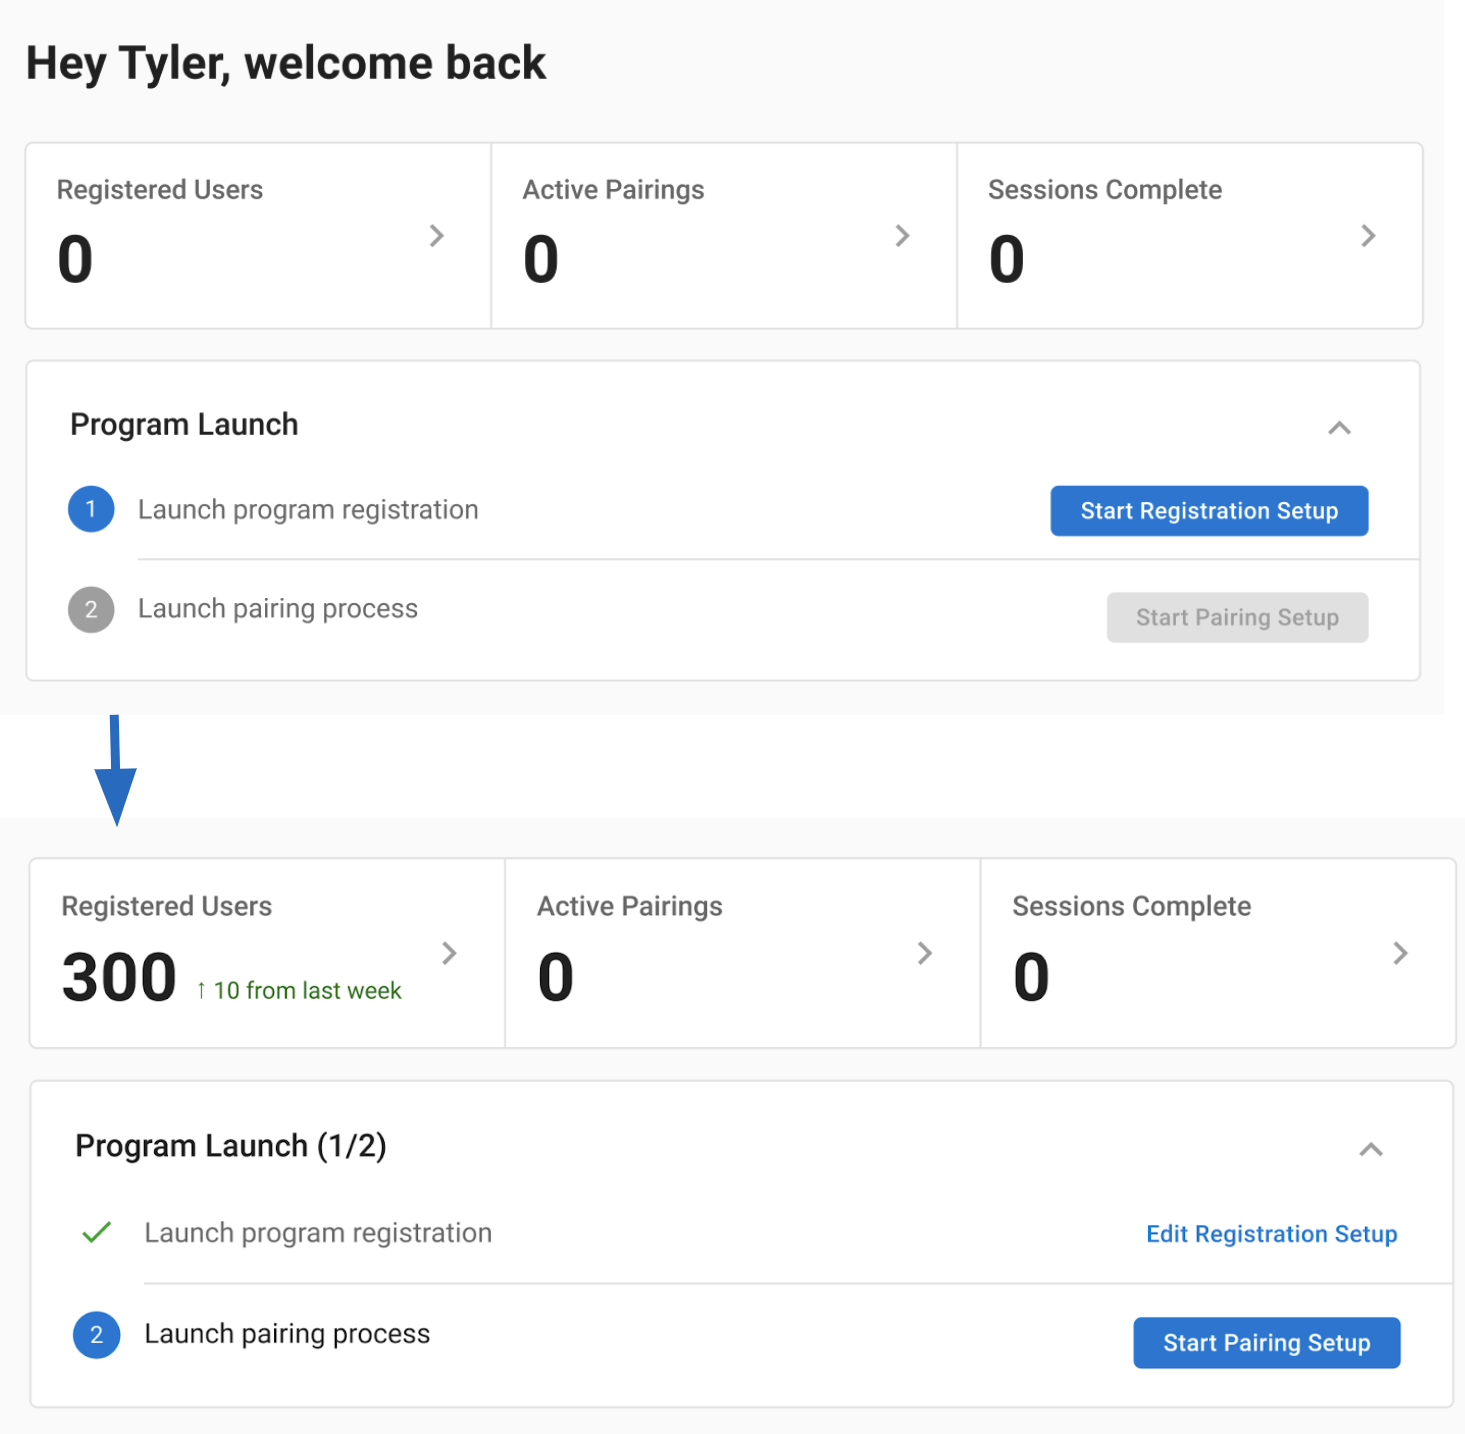 Hey Tyler, welcome back
Registered Users
0
Active Pairings
0
Sessions Complete
0
Program Launch
1 Launch program registration
Start Registration Setup
2 Launch pairing process
Start Pairing Setup
Registered Users
300 ↑ 10 from last week
Active Pairings
0
Sessions Complete
0
Program Launch (1/2)
Launch program registration
Edit Registration Setup
2 Launch pairing process
Start Pairing Setup